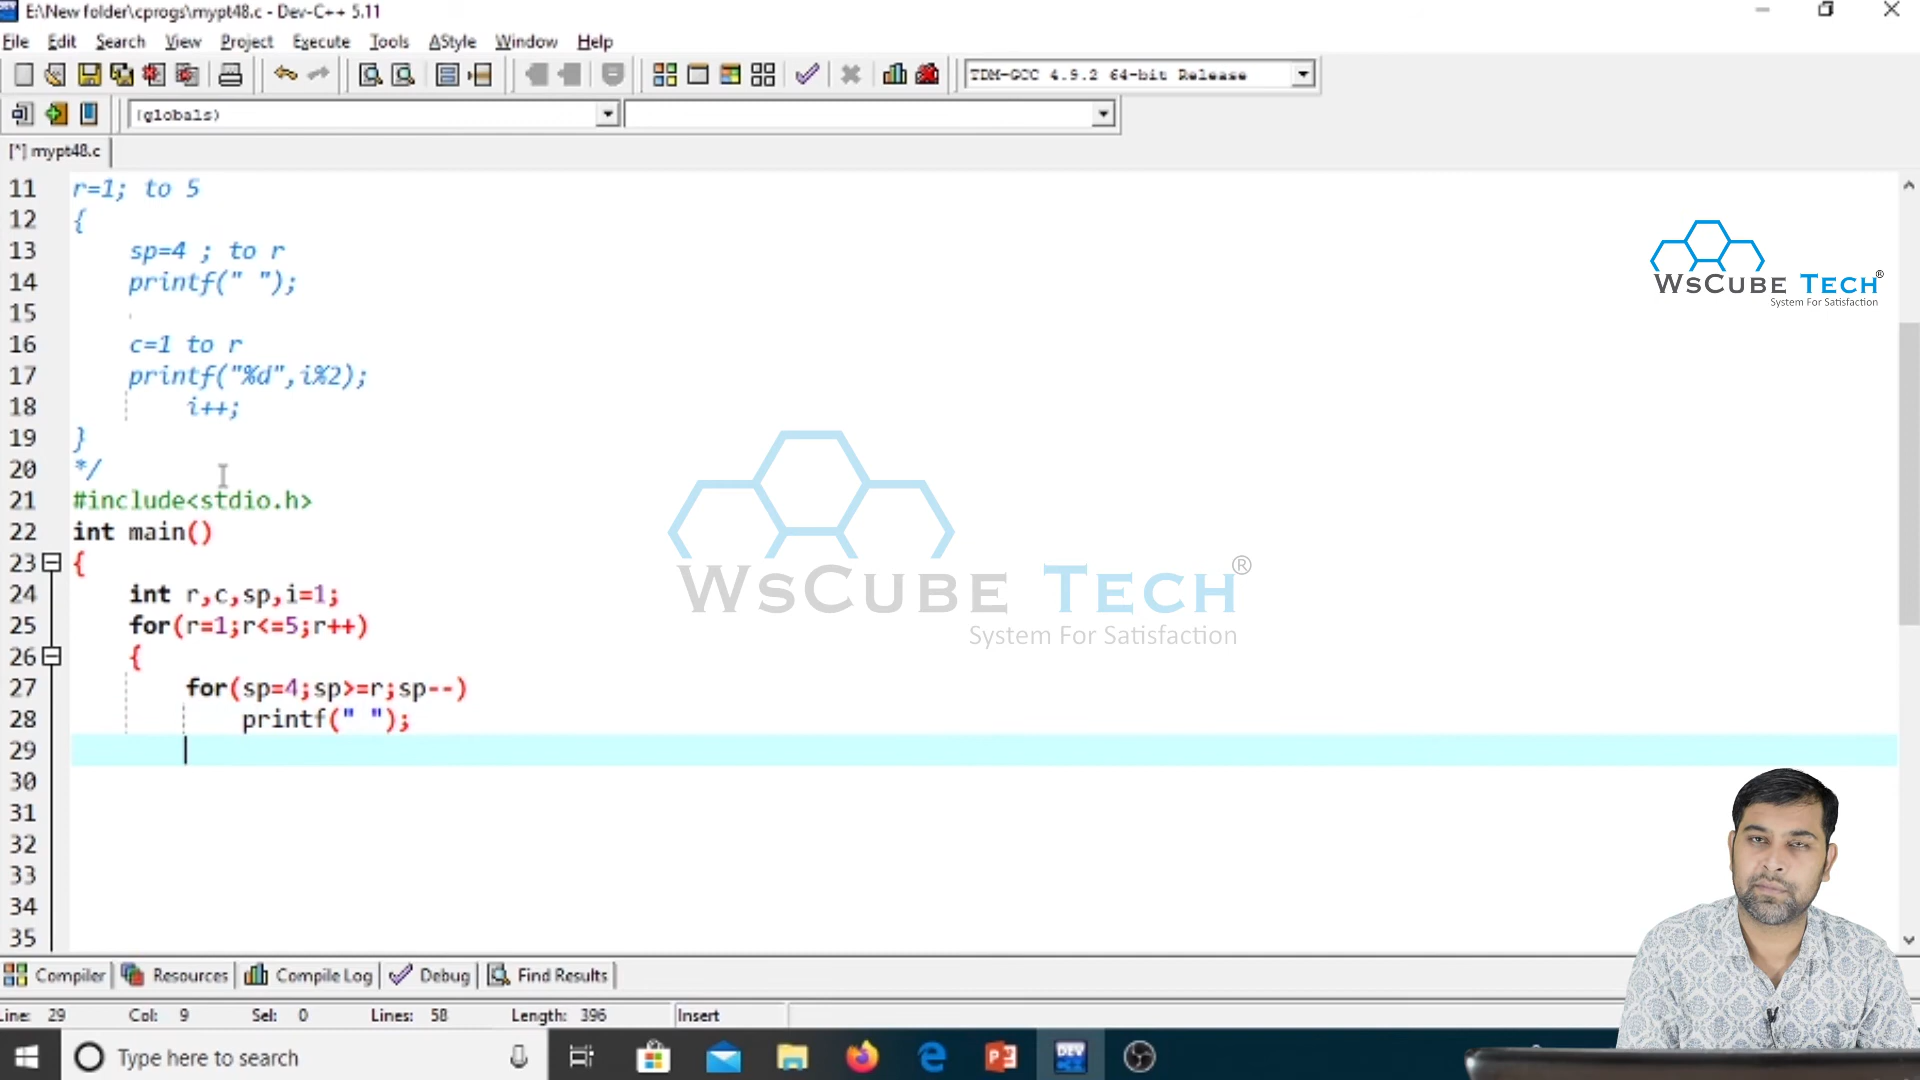 E:\New folder\cprogs\mypt48.c - Dev-C++ 5.11
File Edit Search View Project Execute Tools AStyle Window Help
TDM-GCC 4.9.2 64-bit Release
(globals)
[*] mypt48.c
11 r=1; to 5
12 {
13 sp=4 ; to r
14 printf(" ");
15
16 c=1 to r
17 printf("%d",i%2);
18 i++;
19 }
20 */
21 #include<stdio.h>
22 int main()
23 {
24 int r,c,sp,i=1;
25 for(r=1;r<=5;r++)
26 {
27 for(sp=4;sp>=r;sp--)
28 printf(" ");
29
30
31
32
33
34
35
WSCUBE TECH®
System For Satisfaction
WSCUBE TECH®
System For Satisfaction
Compiler Resources Compile Log Debug Find Results
Line: 29 Col: 9 Sel: 0 Lines: 58 Length: 396 Insert
Type here to search
DEV